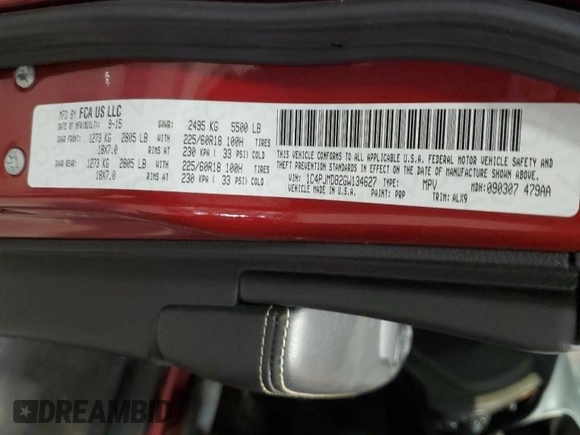 MFD BY FCA US LLC
DATE OF MFR(BUILT): 9-15 GVWR: 2495 KG 5500 LB
GAWR FRONT: 1273 KG 2805 LB WITH 225/60R18 100H TIRES
18X7.0 RIMS AT 230 KPA ( 33 PSI) COLD
GAWR REAR: 1273 KG 2805 LB WITH 225/60R18 100H TIRES
18X7.0 RIMS AT 230 KPA ( 33 PSI) COLD
THIS VEHICLE CONFORMS TO ALL APPLICABLE U.S.A. FEDERAL MOTOR VEHICLE SAFETY
AND THEFT PREVENTION STANDARDS IN EFFECT ON THE DATE OF MANUFACTURE SHOWN ABOVE.
VIN: 1C4PJMDB2GW134627 TYPE: MPV MDH: 090307 479AA
MADE IN U.S.A. PAINT: PRP TRIM: ALX9
DREAMBID